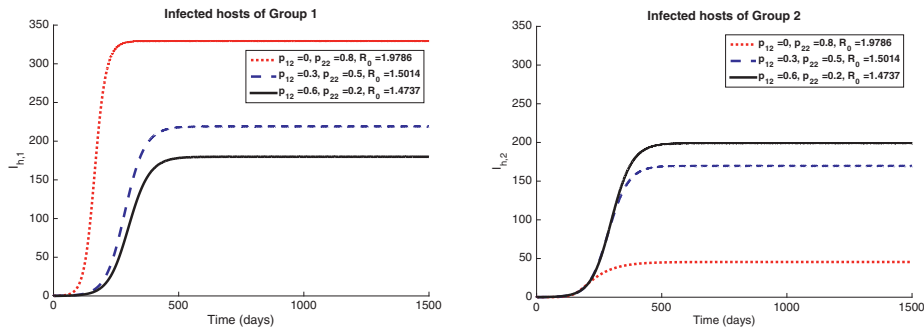 Infected hosts of Group 1
350
300
250
200
150
100
50
0
I_h,1
0 500 1000 1500
Time (days)
p_12 =0, p_22 =0.8, R_0 =1.9786
p_12 =0.3, p_22 =0.5, R_0 =1.5014
p_12 =0.6, p_22 =0.2, R_0 =1.4737
Infected hosts of Group 2
350
300
250
200
150
100
50
0
I_h,2
0 500 1000 1500
Time (days)
p_12 =0, p_22 =0.8, R_0 =1.9786
p_12 =0.3, p_22 =0.5, R_0 =1.5014
p_12 =0.6, p_22 =0.2, R_0 =1.4737